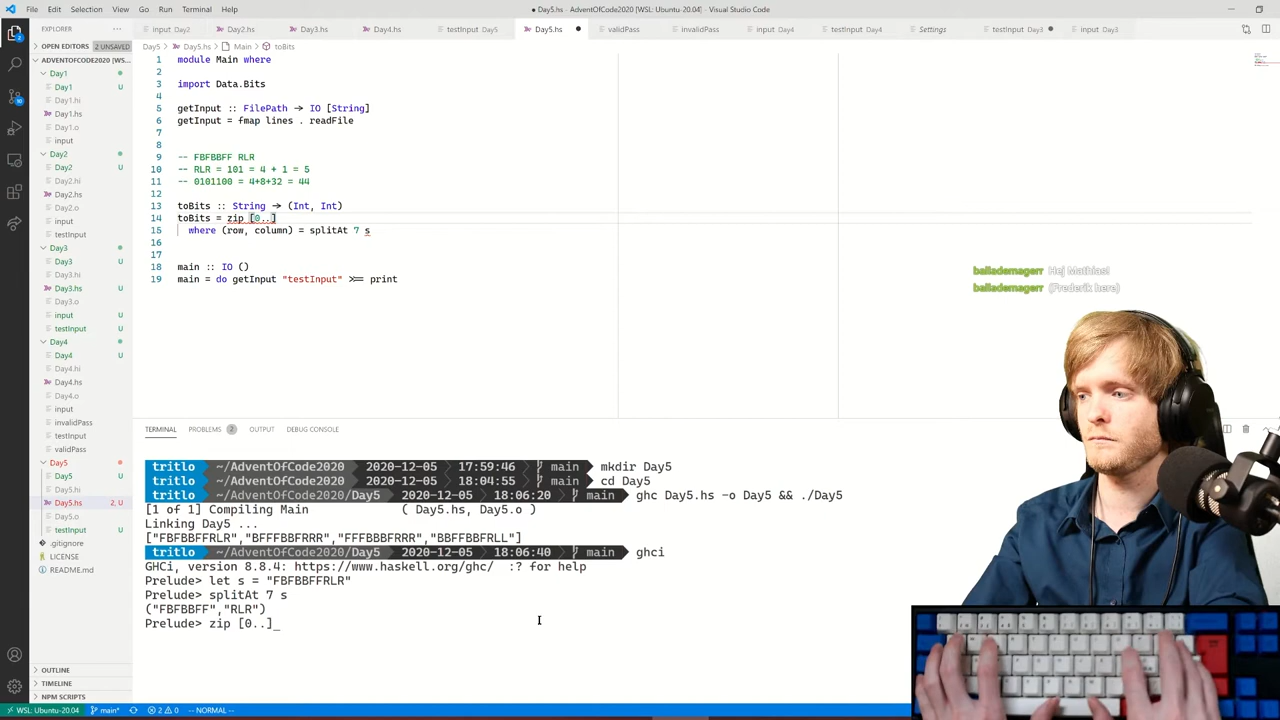 File Edit Selection View Go Run Terminal Help
● Day5.hs - AdventOfCode2020 [WSL: Ubuntu-20.04] - Visual Studio Code
EXPLORER
input Day2
Day2.hs
Day3.hs
Day4.hs
testInput Day5
Day5.hs
validPass
invalidPass
input Day4
testInput Day4
Settings
testInput Day3
input Day3
OPEN EDITORS 2 UNSAVED
Day5 > Day5.hs > Main > toBits
ADVENTOFCODE2020 [WS...
Day1
Day1 U
Day1.hi
Day1.hs
Day1.o
input
Day2
Day2 U
Day2.hi
Day2.hs
Day2.o
input
testInput
Day3
Day3 U
Day3.hi
Day3.hs U
Day3.o
input U
testInput U
Day4
Day4 U
Day4.hi
Day4.hs
Day4.o
input
invalidPass
testInput
validPass
Day5
Day5 U
Day5.hi
Day5.hs 2, U
Day5.o
testInput U
.gitignore
LICENSE
README.md
OUTLINE
TIMELINE
NPM SCRIPTS
1 module Main where
2
3 import Data.Bits
4
5 getInput :: FilePath → IO [String]
6 getInput = fmap lines . readFile
7
8
9 -- FBFBBFF RLR
10 -- RLR = 101 = 4 + 1 = 5
11 -- 0101100 = 4+8+32 = 44
12
13 toBits :: String → (Int, Int)
14 toBits = zip [0..]
15 where (row, column) = splitAt 7 s
16
17
18 main :: IO ()
19 main = do getInput "testInput" >>= print
ballademagerr Hej Mathias!
ballademagerr (Frederik here)
TERMINAL PROBLEMS 2 OUTPUT DEBUG CONSOLE
tritlo ~/AdventOfCode2020 2020-12-05 17:59:46 main mkdir Day5
tritlo ~/AdventOfCode2020 2020-12-05 18:04:55 main cd Day5
tritlo ~/AdventOfCode2020/Day5 2020-12-05 18:06:20 main ghc Day5.hs -o Day5 && ./Day5
[1 of 1] Compiling Main ( Day5.hs, Day5.o )
Linking Day5 ...
["FBFBBFFRLR","BFFFBBFRRR","FFFBBBFRRR","BBFFBBFRLL"]
tritlo ~/AdventOfCode2020/Day5 2020-12-05 18:06:40 main ghci
GHCi, version 8.8.4: https://www.haskell.org/ghc/ :? for help
Prelude> let s = "FBFBBFFRLR"
Prelude> splitAt 7 s
("FBFBBFF","RLR")
Prelude> zip [0..]_
WSL: Ubuntu-20.04 main* 2 0 -- NORMAL --